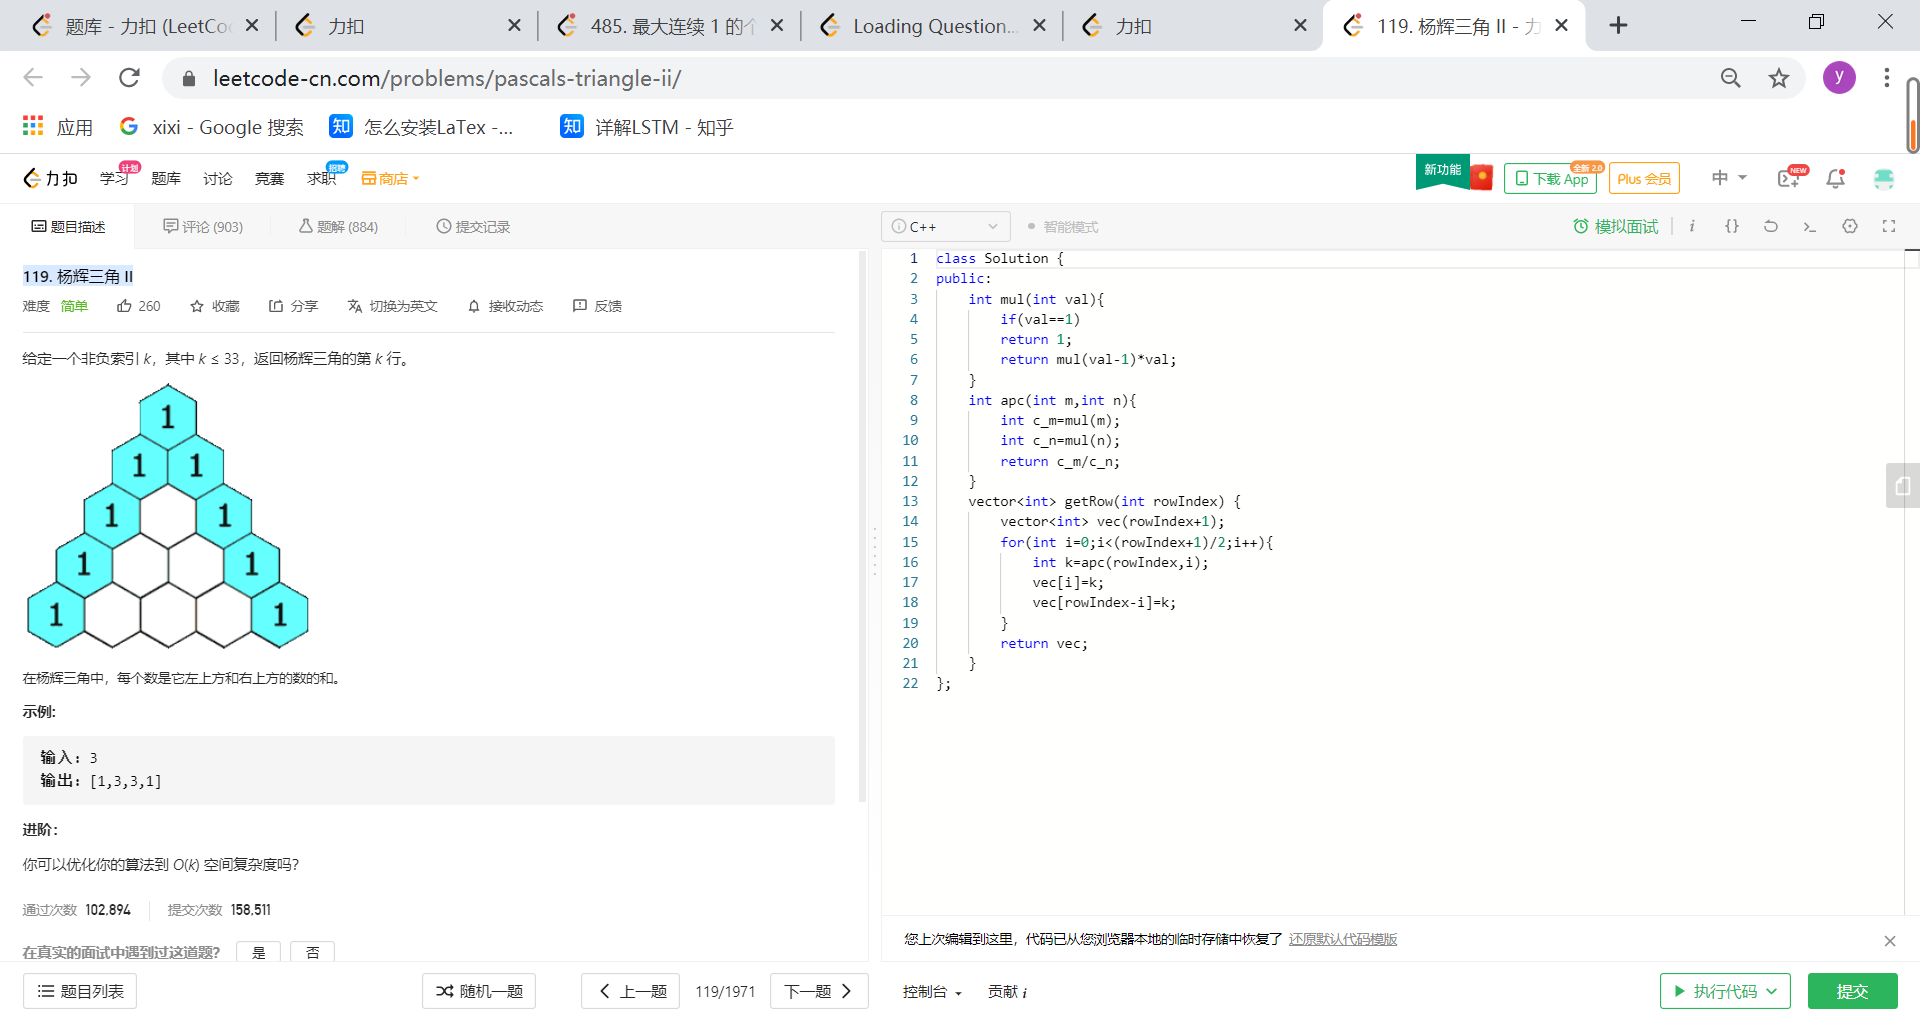 题库 - 力扣 (LeetCo
力扣
485. 最大连续 1 的个
Loading Question...
力扣
119. 杨辉三角 II - 力
leetcode-cn.com/problems/pascals-triangle-ii/
y
应用
xixi - Google 搜索
知 怎么安装LaTex -...
知 详解LSTM - 知乎
力扣
学习 计划
题库
讨论
竞赛
求职 招聘
商店
新功能
下载 App 全新 2.0
Plus 会员
中
NEW
题目描述
评论 (903)
题解 (884)
提交记录
C++
智能模式
模拟面试
i
{}
119. 杨辉三角 II
难度 简单 260 收藏 分享 切换为英文 接收动态 反馈
给定一个非负索引 k，其中 k ≤ 33，返回杨辉三角的第 k 行。
1
1 1
1 1
1 1
1 1
在杨辉三角中，每个数是它左上方和右上方的数的和。
示例:
输入: 3
输出: [1,3,3,1]
进阶：
你可以优化你的算法到 O(k) 空间复杂度吗？
通过次数 102,894 提交次数 158,511
在真实的面试中遇到过这道题？ 是 否
1 class Solution {
2 public:
3 int mul(int val){
4 if(val==1)
5 return 1;
6 return mul(val-1)*val;
7 }
8 int apc(int m,int n){
9 int c_m=mul(m);
10 int c_n=mul(n);
11 return c_m/c_n;
12 }
13 vector<int> getRow(int rowIndex) {
14 vector<int> vec(rowIndex+1);
15 for(int i=0;i<(rowIndex+1)/2;i++){
16 int k=apc(rowIndex,i);
17 vec[i]=k;
18 vec[rowIndex-i]=k;
19 }
20 return vec;
21 }
22 };
您上次编辑到这里，代码已从您浏览器本地的临时存储中恢复了 还原默认代码模版
题目列表
随机一题
上一题
119/1971
下一题
控制台
贡献 i
执行代码
提交